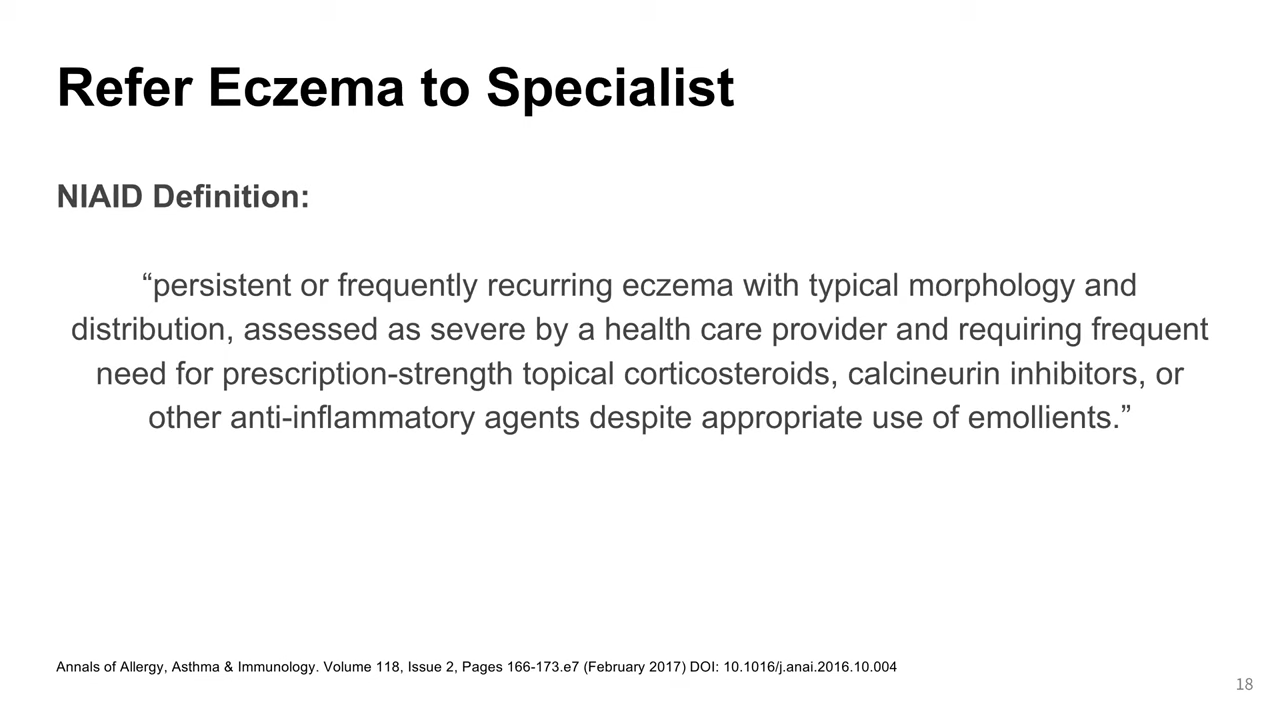 Refer Eczema to Specialist
NIAID Definition:
“persistent or frequently recurring eczema with typical morphology and
distribution, assessed as severe by a health care provider and requiring frequent
need for prescription-strength topical corticosteroids, calcineurin inhibitors, or
other anti-inflammatory agents despite appropriate use of emollients.”
Annals of Allergy, Asthma & Immunology. Volume 118, Issue 2, Pages 166-173.e7 (February 2017) DOI: 10.1016/j.anai.2016.10.004
18